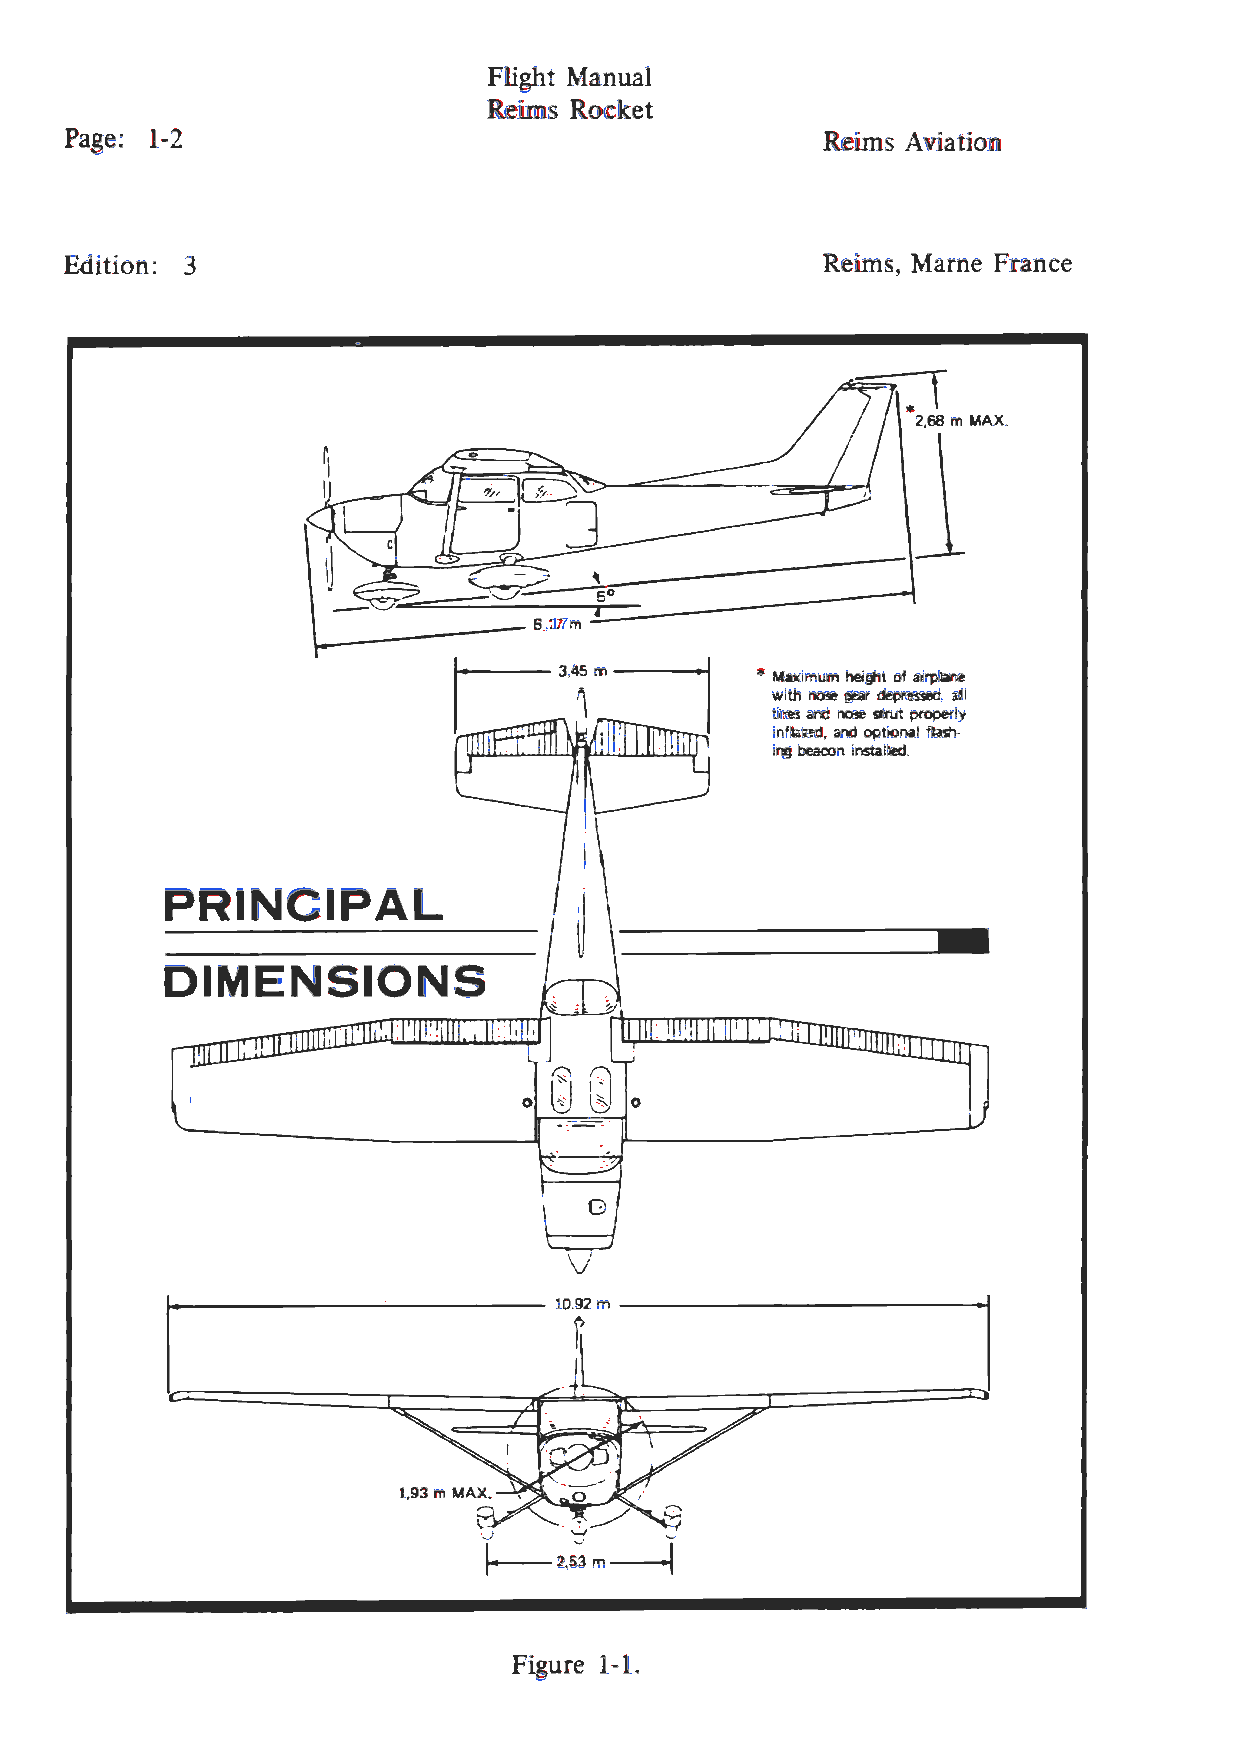 Flight Manual
Reims Rocket
Page: 1-2
Reims Aviation
Edition: 3
Reims, Marne France
*
2,68 m MAX.
5°
m
3,45 m
* Maximum height of airplane
with nose gear depressed, all
tires and nose strut properly
inflated, and optional flash-
ing beacon installed.
PRINCIPAL
DIMENSIONS
10.92 m
1,93 m MAX.
2,53 m
Figure 1-1.